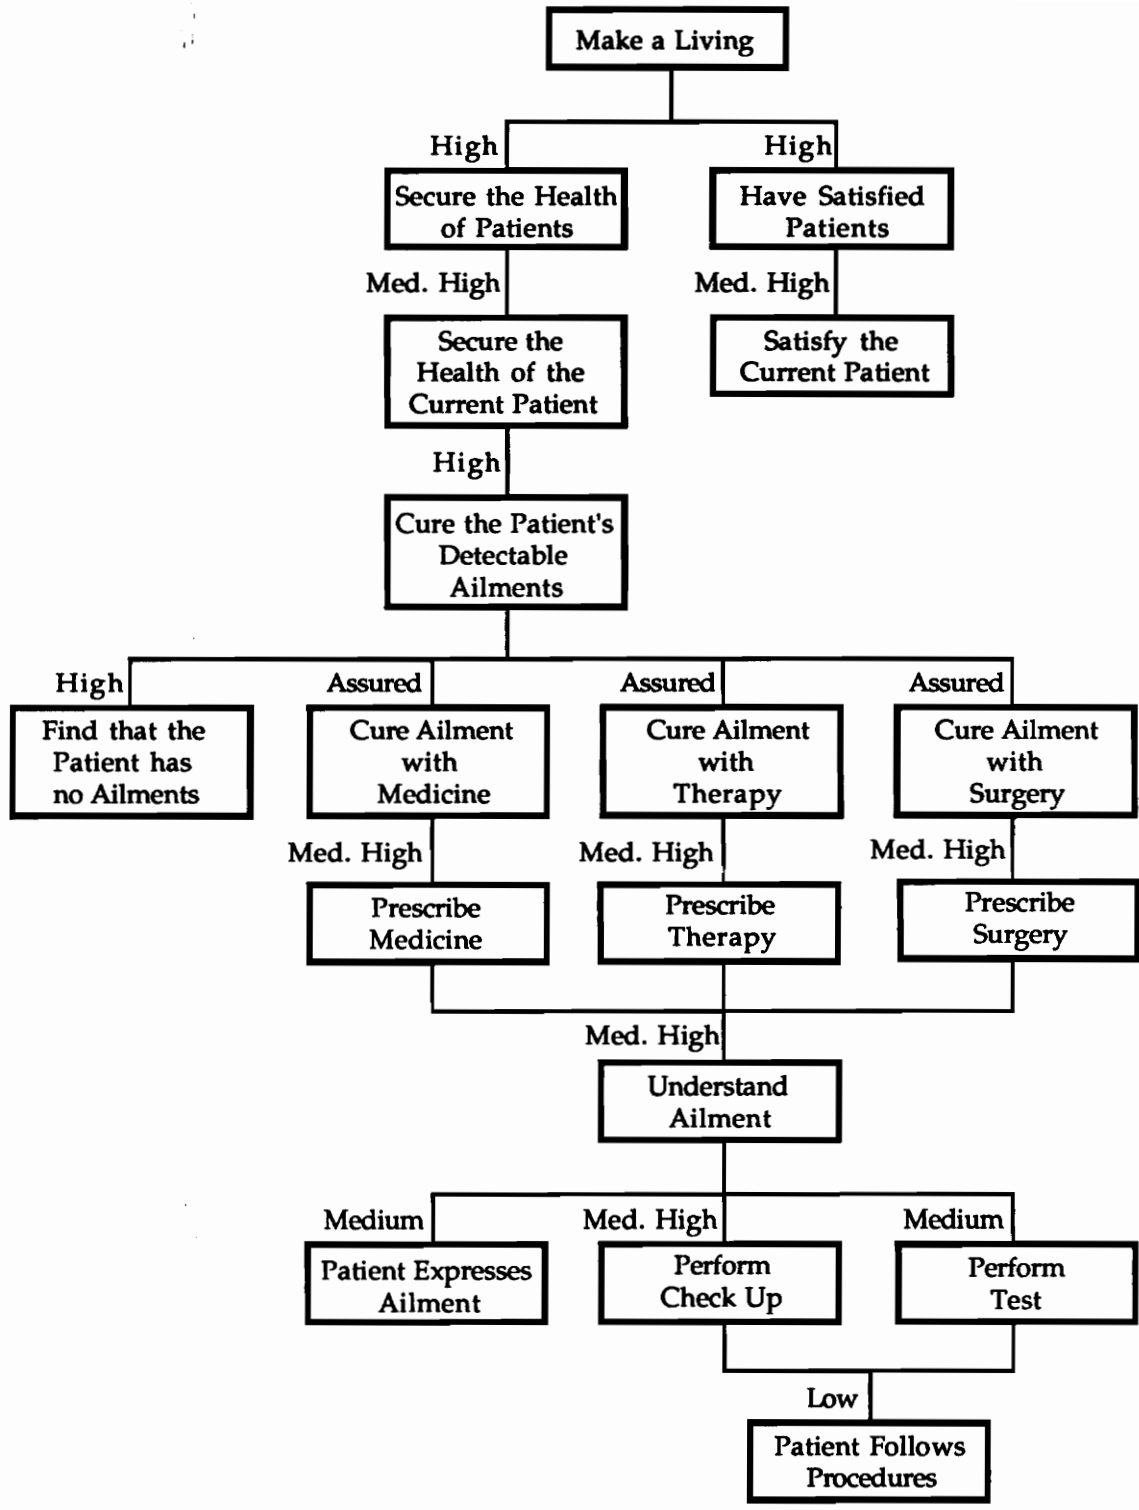 Make a Living
High
High
Secure the Health
of Patients
Have Satisfied
Patients
Med. High
Med. High
Secure the
Health of the
Current Patient
Satisfy the
Current Patient
High
Cure the Patient's
Detectable
Ailments
High
Assured
Assured
Assured
Find that the
Patient has
no Ailments
Cure Ailment
with
Medicine
Cure Ailment
with
Therapy
Cure Ailment
with
Surgery
Med. High
Med. High
Med. High
Prescribe
Medicine
Prescribe
Therapy
Prescribe
Surgery
Med. High
Understand
Ailment
Medium
Med. High
Medium
Patient Expresses
Ailment
Perform
Check Up
Perform
Test
Low
Patient Follows
Procedures